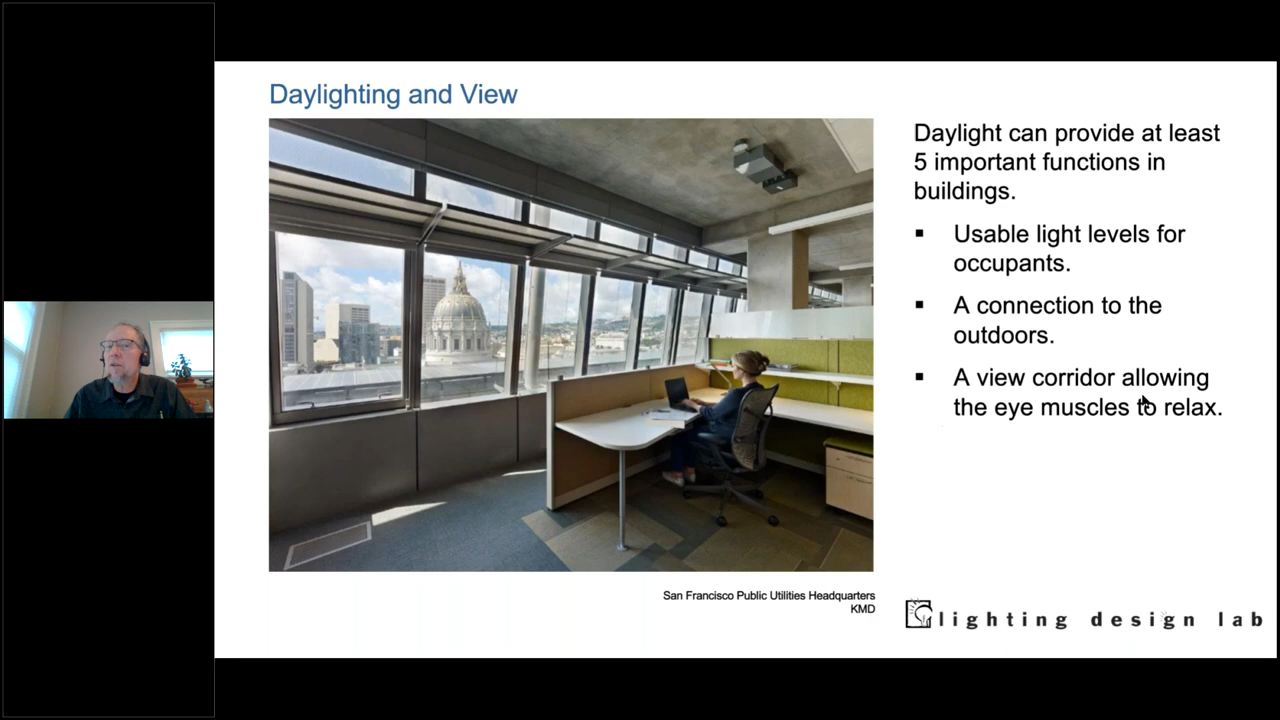 Daylighting and View
Daylight can provide at least
5 important functions in
buildings.
▪ Usable light levels for
occupants.
▪ A connection to the
outdoors.
▪ A view corridor allowing
the eye muscles to relax.
San Francisco Public Utilities Headquarters
KMD
lighting design lab